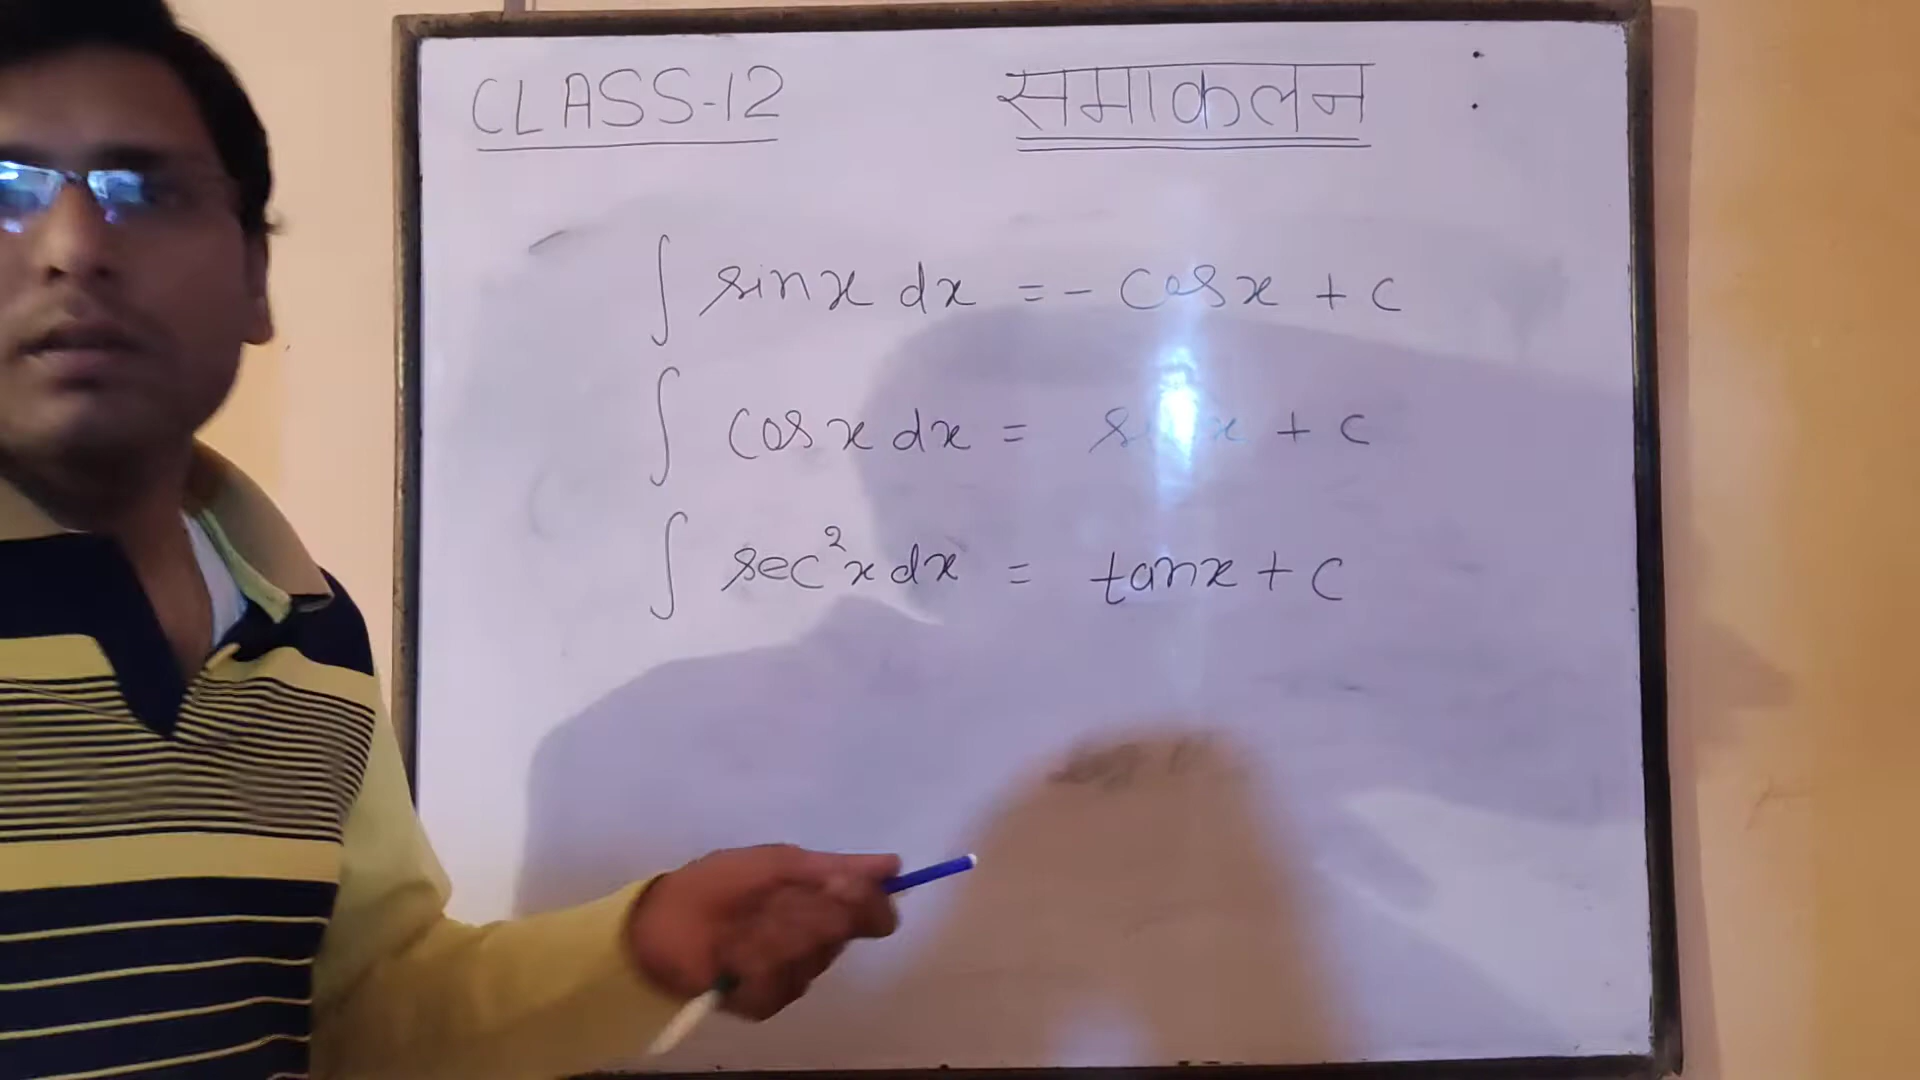 CLASS-12 समाकलन :
∫ sinx dx = - cosx + c
∫ cosx dx = sinx + c
∫ sec²x dx = tanx + c